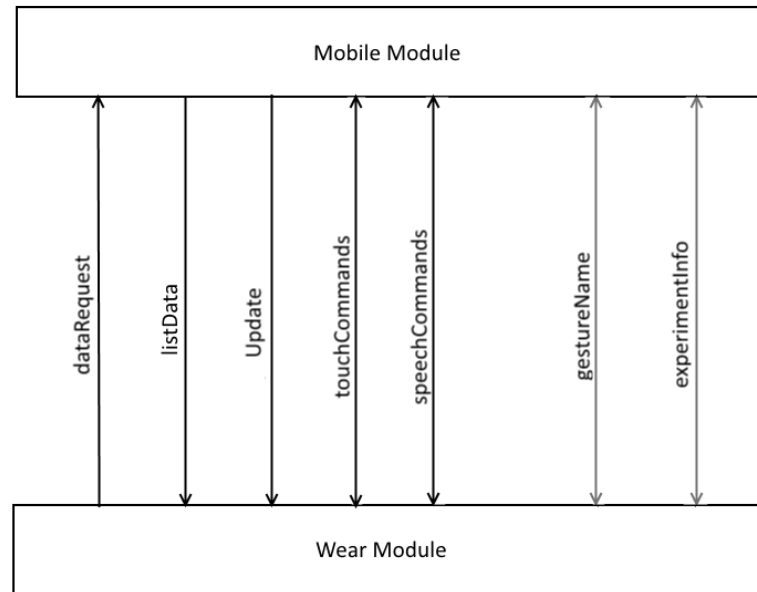 Mobile Module
dataRequest
listData
Update
touchCommands
speechCommands
gestureName
experimentInfo
Wear Module